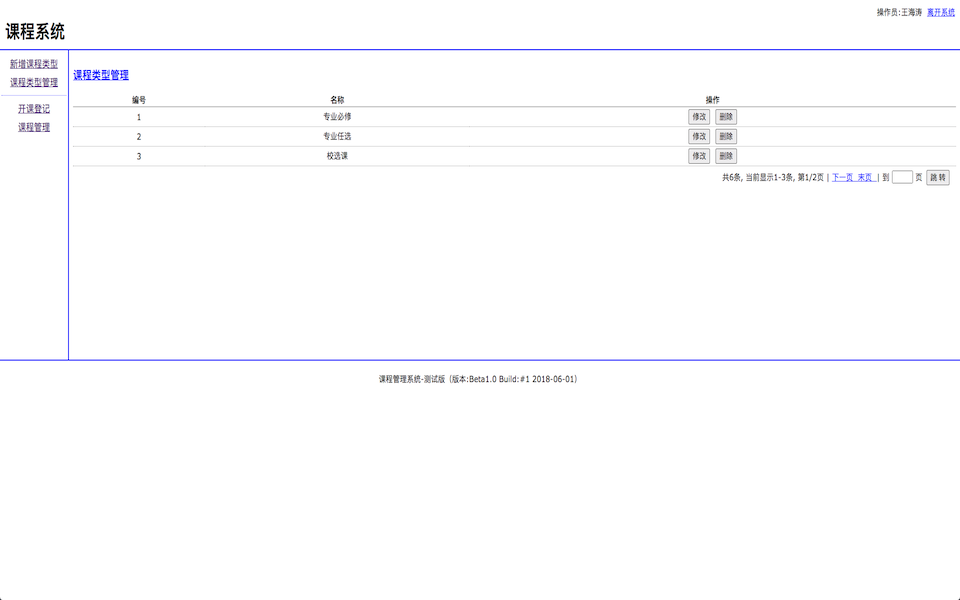 操作员:王海涛 离开系统
课程系统
新增课程类型
课程类型管理
开课登记
课程管理
课程类型管理
编号 名称 操作
1 专业必修 修改 删除
2 专业任选 修改 删除
3 校选课 修改 删除
共6条, 当前显示1-3条, 第1/2页 | 下一页 末页 | 到 页 跳转
课程管理系统-测试版（版本:Beta1.0 Build:#1 2018-06-01）